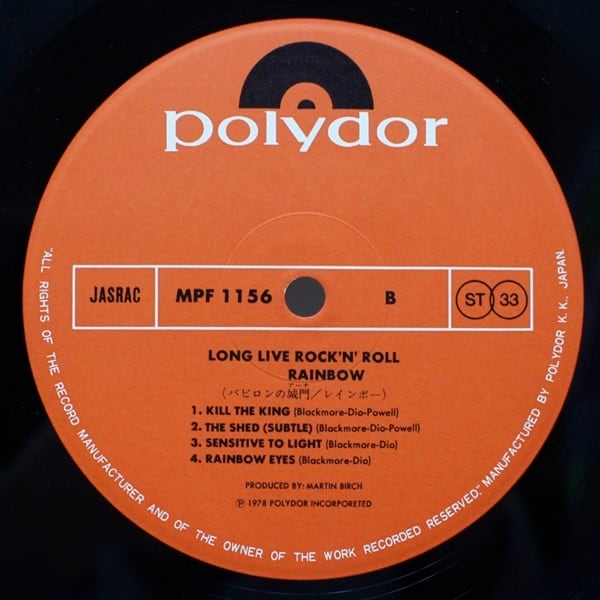 polydor
JASRAC
MPF 1156
B
ST 33
LONG LIVE ROCK'N' ROLL
RAINBOW
アーチ
(バビロンの城門/レインボー)
1. KILL THE KING (Blackmore-Dio-Powell)
2. THE SHED (SUBTLE) (Blackmore-Dio-Powell)
3. SENSITIVE TO LIGHT (Blackmore-Dio)
4. RAINBOW EYES (Blackmore-Dio)
PRODUCED BY: MARTIN BIRCH
Ⓟ 1978 POLYDOR INCORPORETED
"ALL RIGHTS OF THE RECORD MANUFACTURER AND OF THE OWNER OF THE WORK RECORDED RESERVED." MANUFACTURED BY POLYDOR K.K., JAPAN.